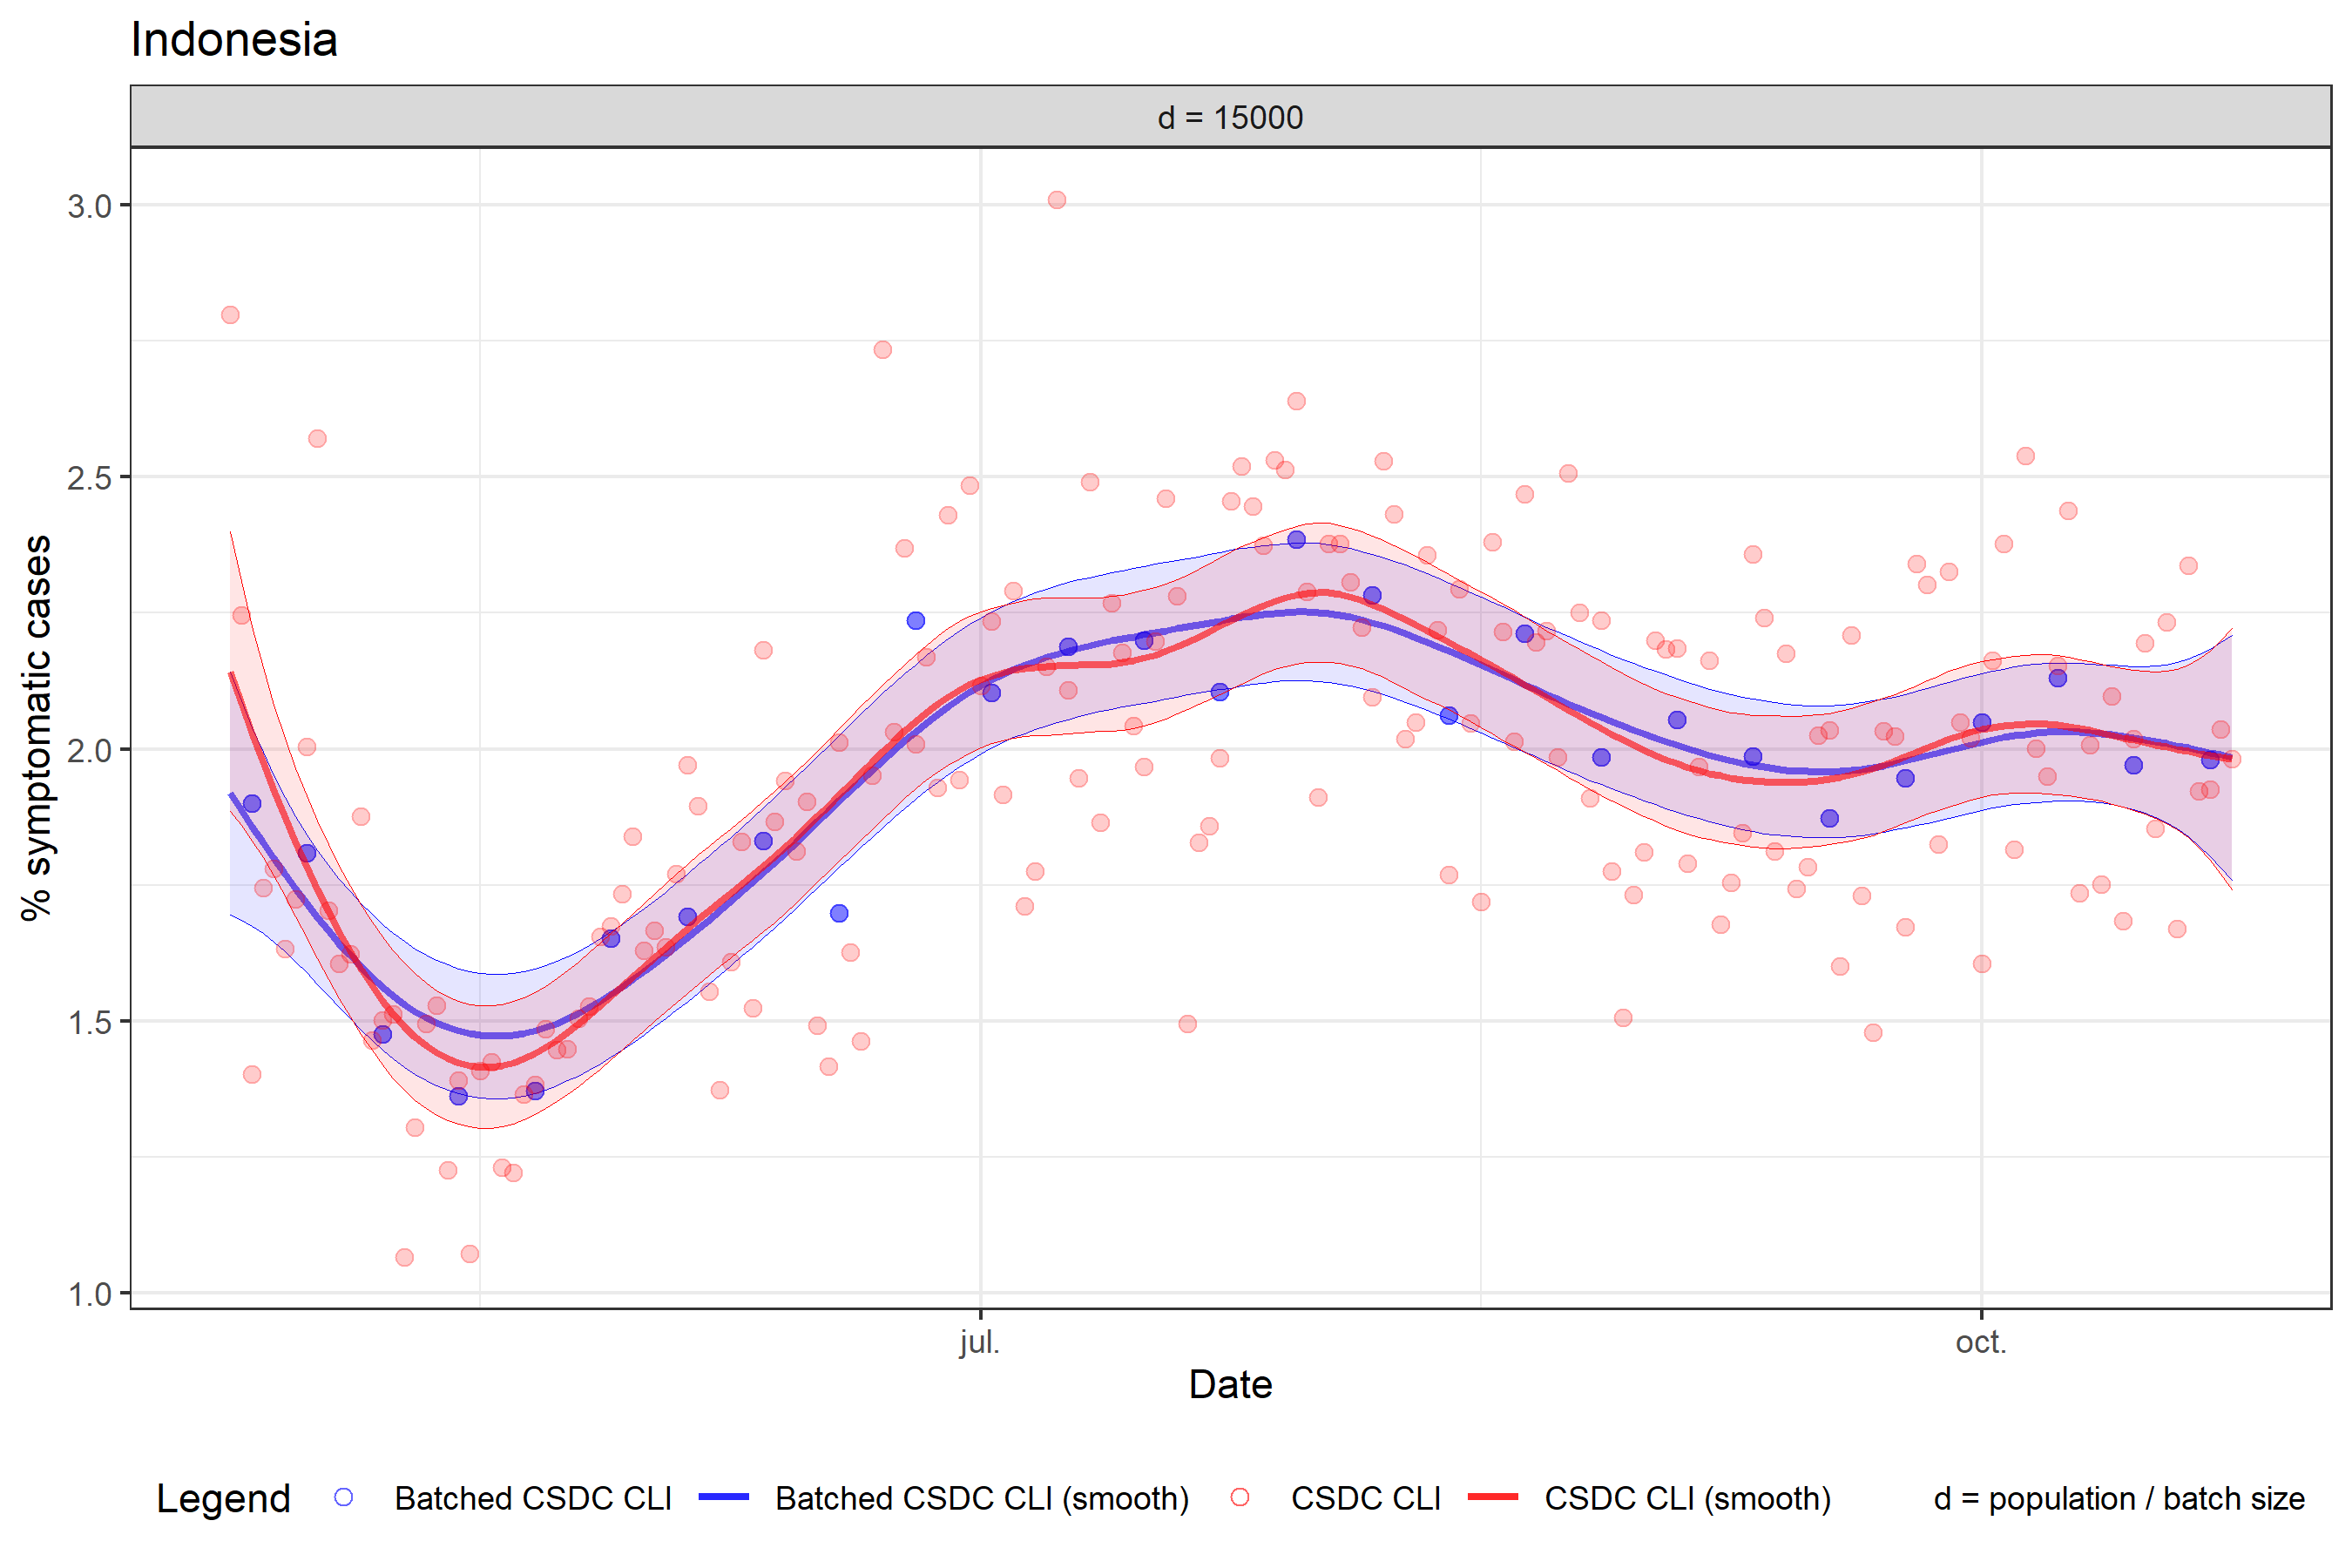 Indonesia
d = 15000
% symptomatic cases
3.0
2.5
2.0
1.5
1.0
jul.
oct.
Date
Legend
Batched CSDC CLI
Batched CSDC CLI (smooth)
CSDC CLI
CSDC CLI (smooth)
d = population / batch size